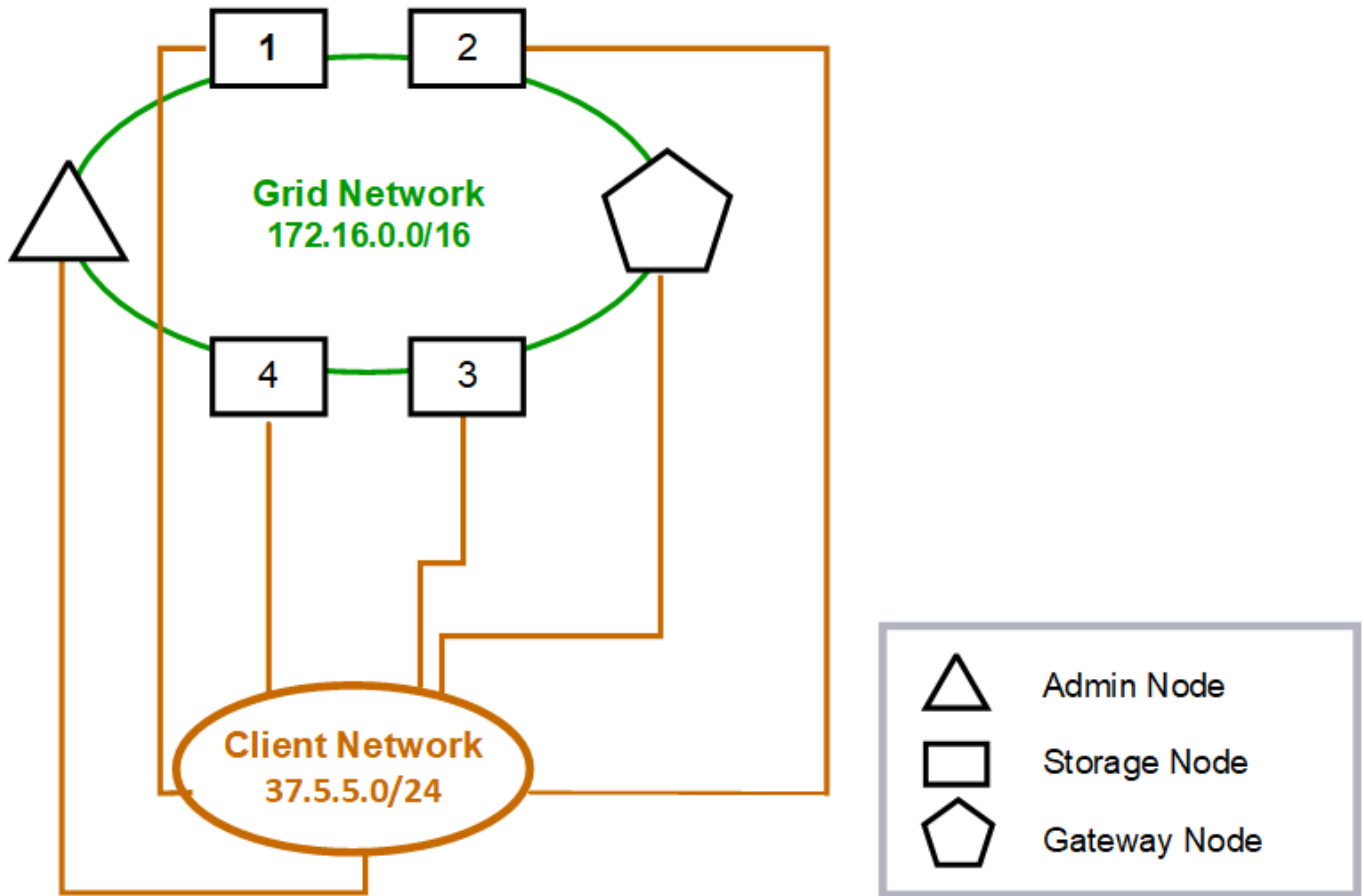 1
2
Grid Network
172.16.0.0/16
4
3
Client Network
37.5.5.0/24
Admin Node
Storage Node
Gateway Node